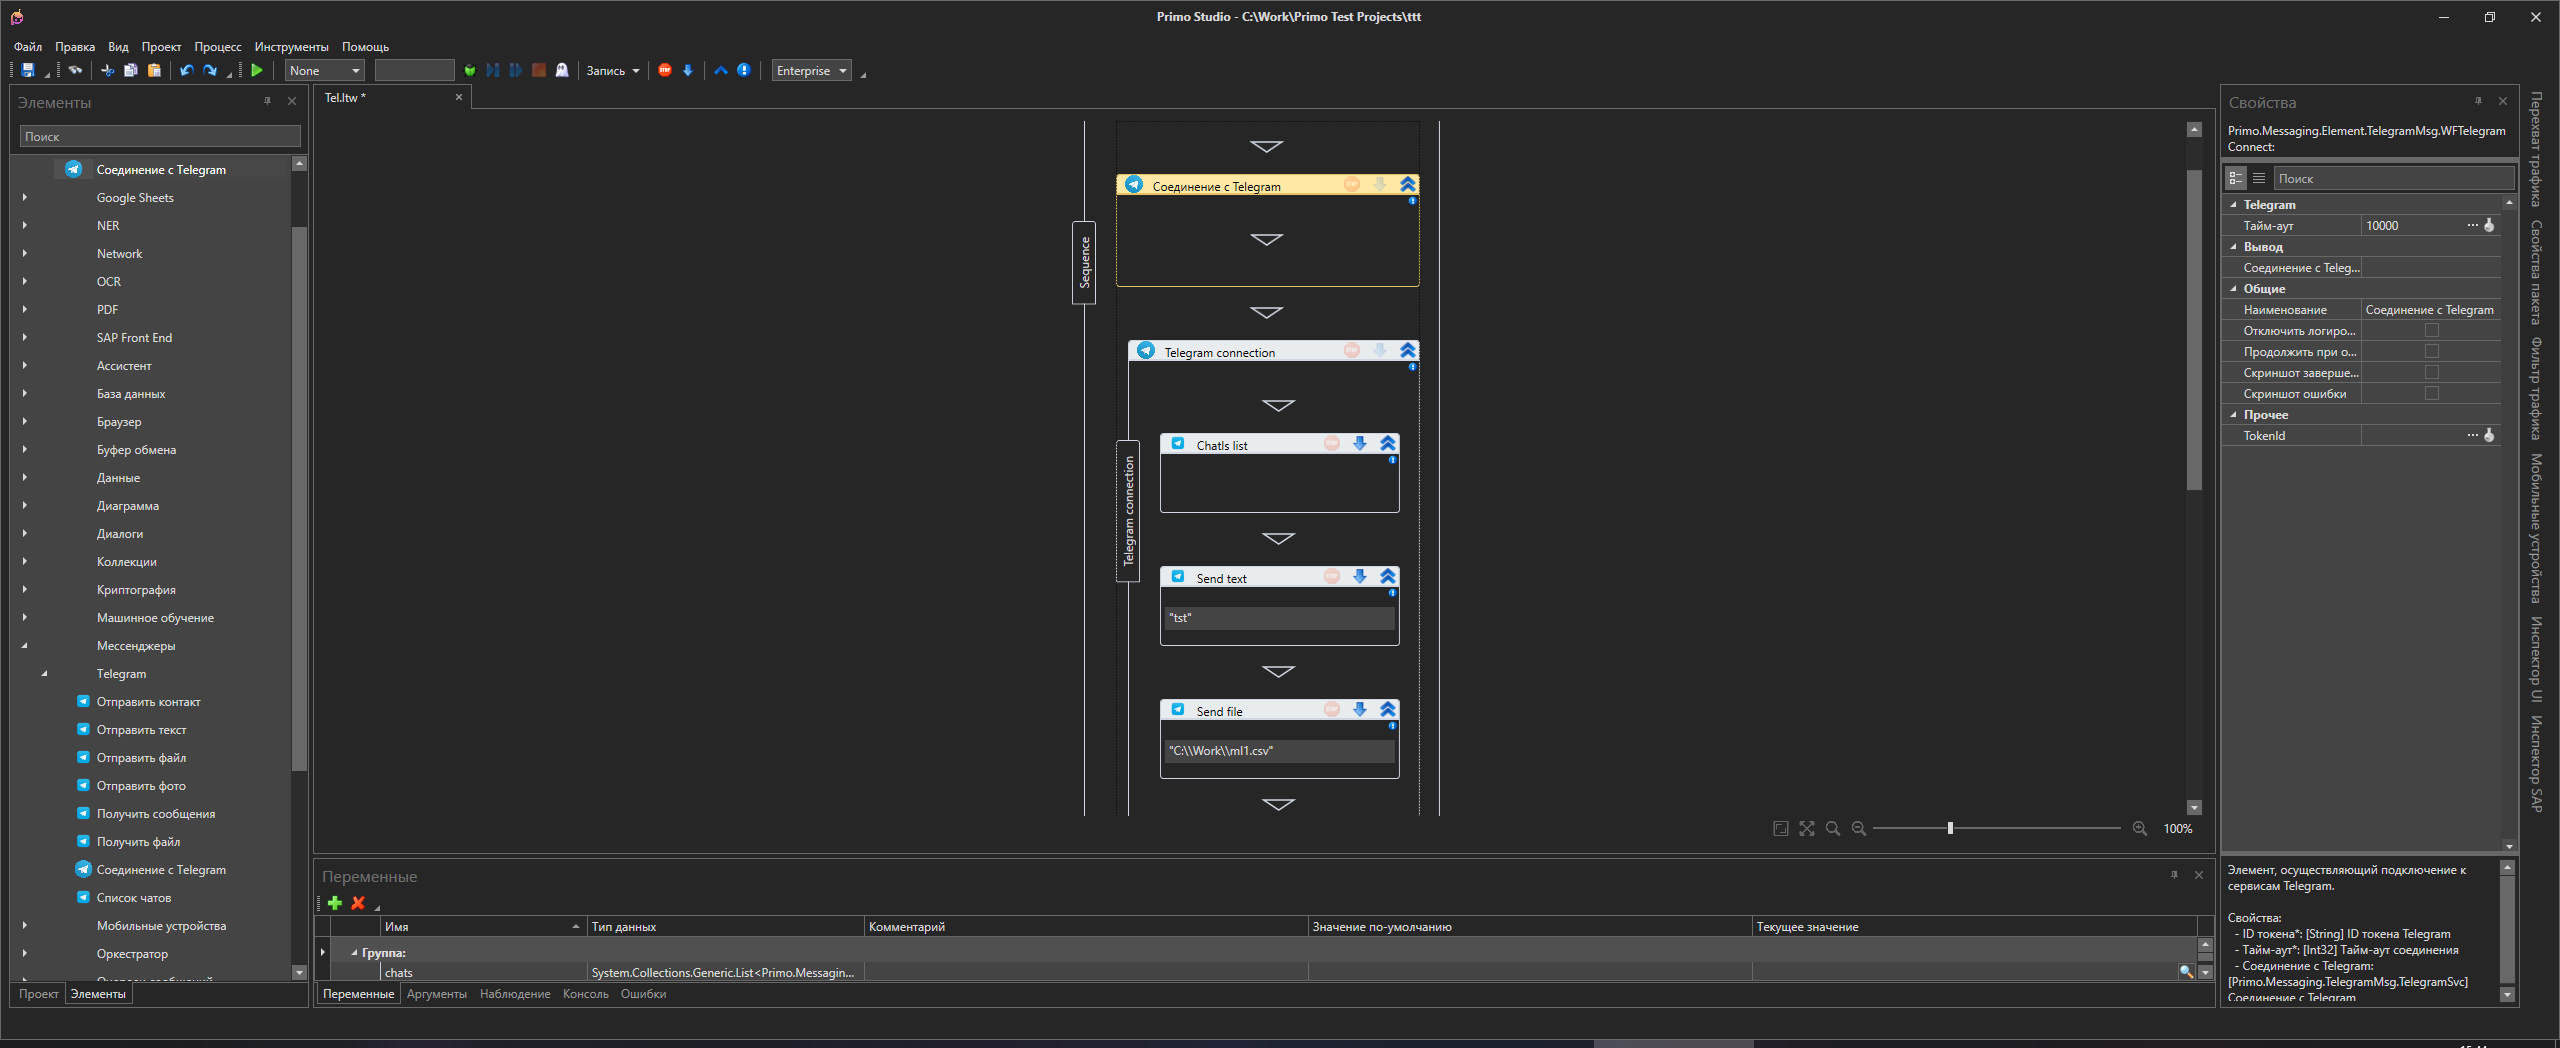 Primo Studio - C:\Work\Primo Test Projects\ttt
Файл Правка Вид Проект Процесс Инструменты Помощь
None Запись STOP Enterprise
Элементы
Поиск
Соединение с Telegram
Google Sheets
NER
Network
OCR
PDF
SAP Front End
Ассистент
База данных
Браузер
Буфер обмена
Данные
Диаграмма
Диалоги
Коллекции
Криптография
Машинное обучение
Мессенджеры
Telegram
Отправить контакт
Отправить текст
Отправить файл
Отправить фото
Получить сообщения
Получить файл
Соединение с Telegram
Список чатов
Мобильные устройства
Оркестратор
Проект Элементы
Tel.ltw *
Sequence
Соединение с Telegram
Telegram connection
Telegram connection
Chatls list
Send text
"tst"
Send file
"C:\\Work\\ml1.csv"
100%
Переменные
Имя Тип данных Комментарий Значение по-умолчанию Текущее значение
Группа:
chats System.Collections.Generic.List<Primo.Messagin...
Переменные Аргументы Наблюдение Консоль Ошибки
Свойства
Primo.Messaging.Element.TelegramMsg.WFTelegram
Connect:
Поиск
Telegram
Тайм-аут 10000 ...
Вывод
Соединение с Teleg...
Общие
Наименование Соединение с Telegram
Отключить логиро...
Продолжить при о...
Скриншот заверше...
Скриншот ошибки
Прочее
TokenId ...
Элемент, осуществляющий подключение к
сервисам Telegram.
Свойства:
- ID токена*: [String] ID токена Telegram
- Тайм-аут*: [Int32] Тайм-аут соединения
- Соединение с Telegram:
[Primo.Messaging.TelegramMsg.TelegramSvc]
Соединение с Telegram
Перехват трафика
Свойства пакета
Фильтр трафика
Мобильные устройства
Инспектор UI
Инспектор SAP